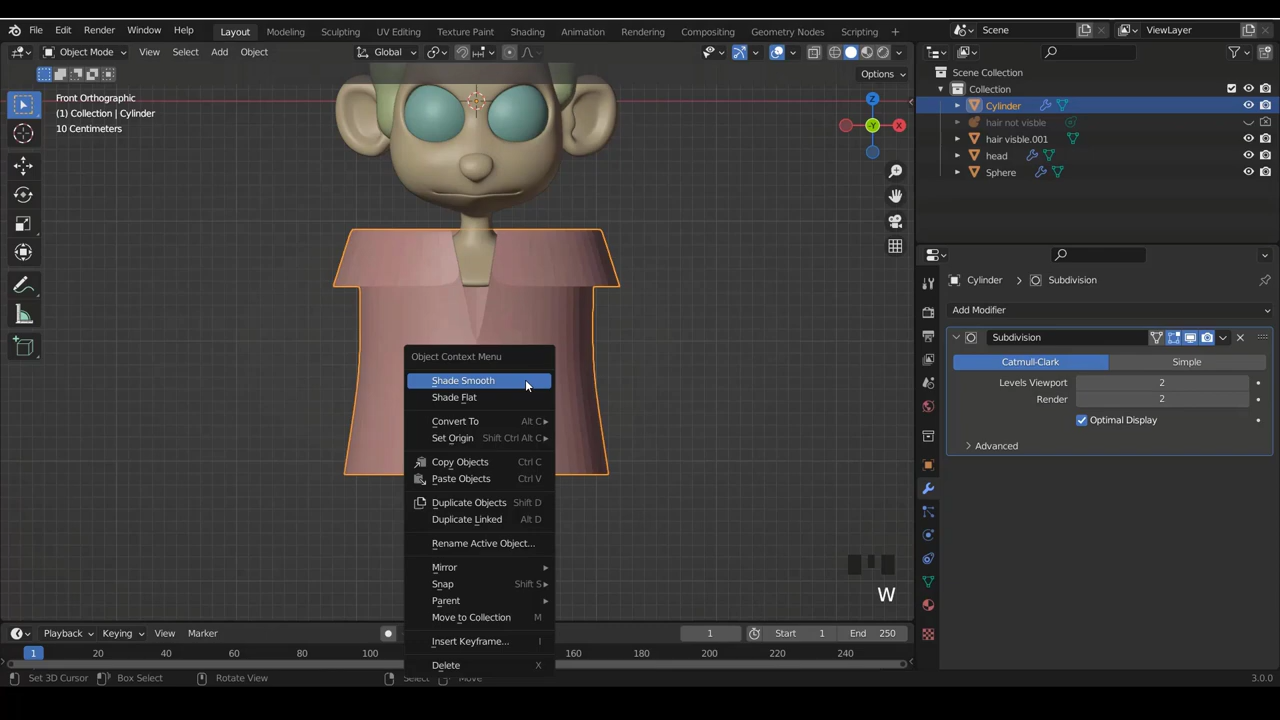 File Edit Render Window Help Layout Modeling Sculpting UV Editing Texture Paint Shading Animation Rendering Compositing Geometry Nodes Scripting Scene ViewLayer
Object Mode View Select Add Object Global
Options
Front Orthographic
(1) Collection | Cylinder
10 Centimeters
Z
-Y
X
Scene Collection
Collection
Cylinder
hair not visble
hair visble.001
head
Sphere
Cylinder > Subdivision
Add Modifier
Subdivision
Catmull-Clark Simple
Levels Viewport 2
Render 2
Optimal Display
Advanced
Object Context Menu
Shade Smooth
Shade Flat
Convert To Alt C
Set Origin Shift Ctrl Alt C
Copy Objects Ctrl C
Paste Objects Ctrl V
Duplicate Objects Shift D
Duplicate Linked Alt D
Rename Active Object...
Mirror
Snap Shift S
Parent
Move to Collection M
Insert Keyframe... I
Delete X
W
Playback Keying View Marker 1 Start 1 End 250
1 20 40 60 80 100 140 160 180 200 220 240
Set 3D Cursor Box Select Rotate View Select Move 3.0.0